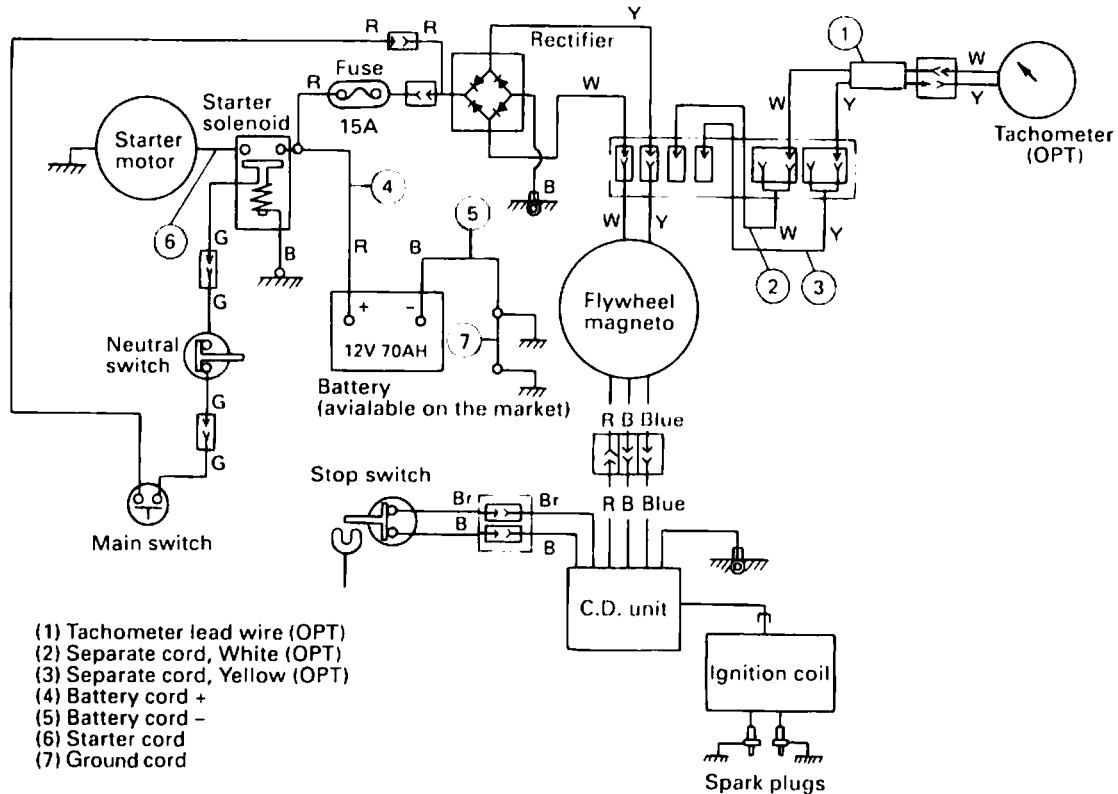 R
Y
Rectifier
1
W
Y
R
Fuse
15A
W
W
Y
Tachometer
(OPT)
Starter
solenoid
Starter
motor
B
4
5
6
G
B
R
B
W
Y
W
Y
2
3
G
+
−
12V 70AH
7
Flywheel
magneto
Neutral
switch
Battery
(avialable on the market)
G
G
R B Blue
Stop switch
Br
Br
R B Blue
B
B
Main switch
C.D. unit
Ignition coil
Spark plugs
(1) Tachometer lead wire (OPT)
(2) Separate cord, White (OPT)
(3) Separate cord, Yellow (OPT)
(4) Battery cord +
(5) Battery cord −
(6) Starter cord
(7) Ground cord